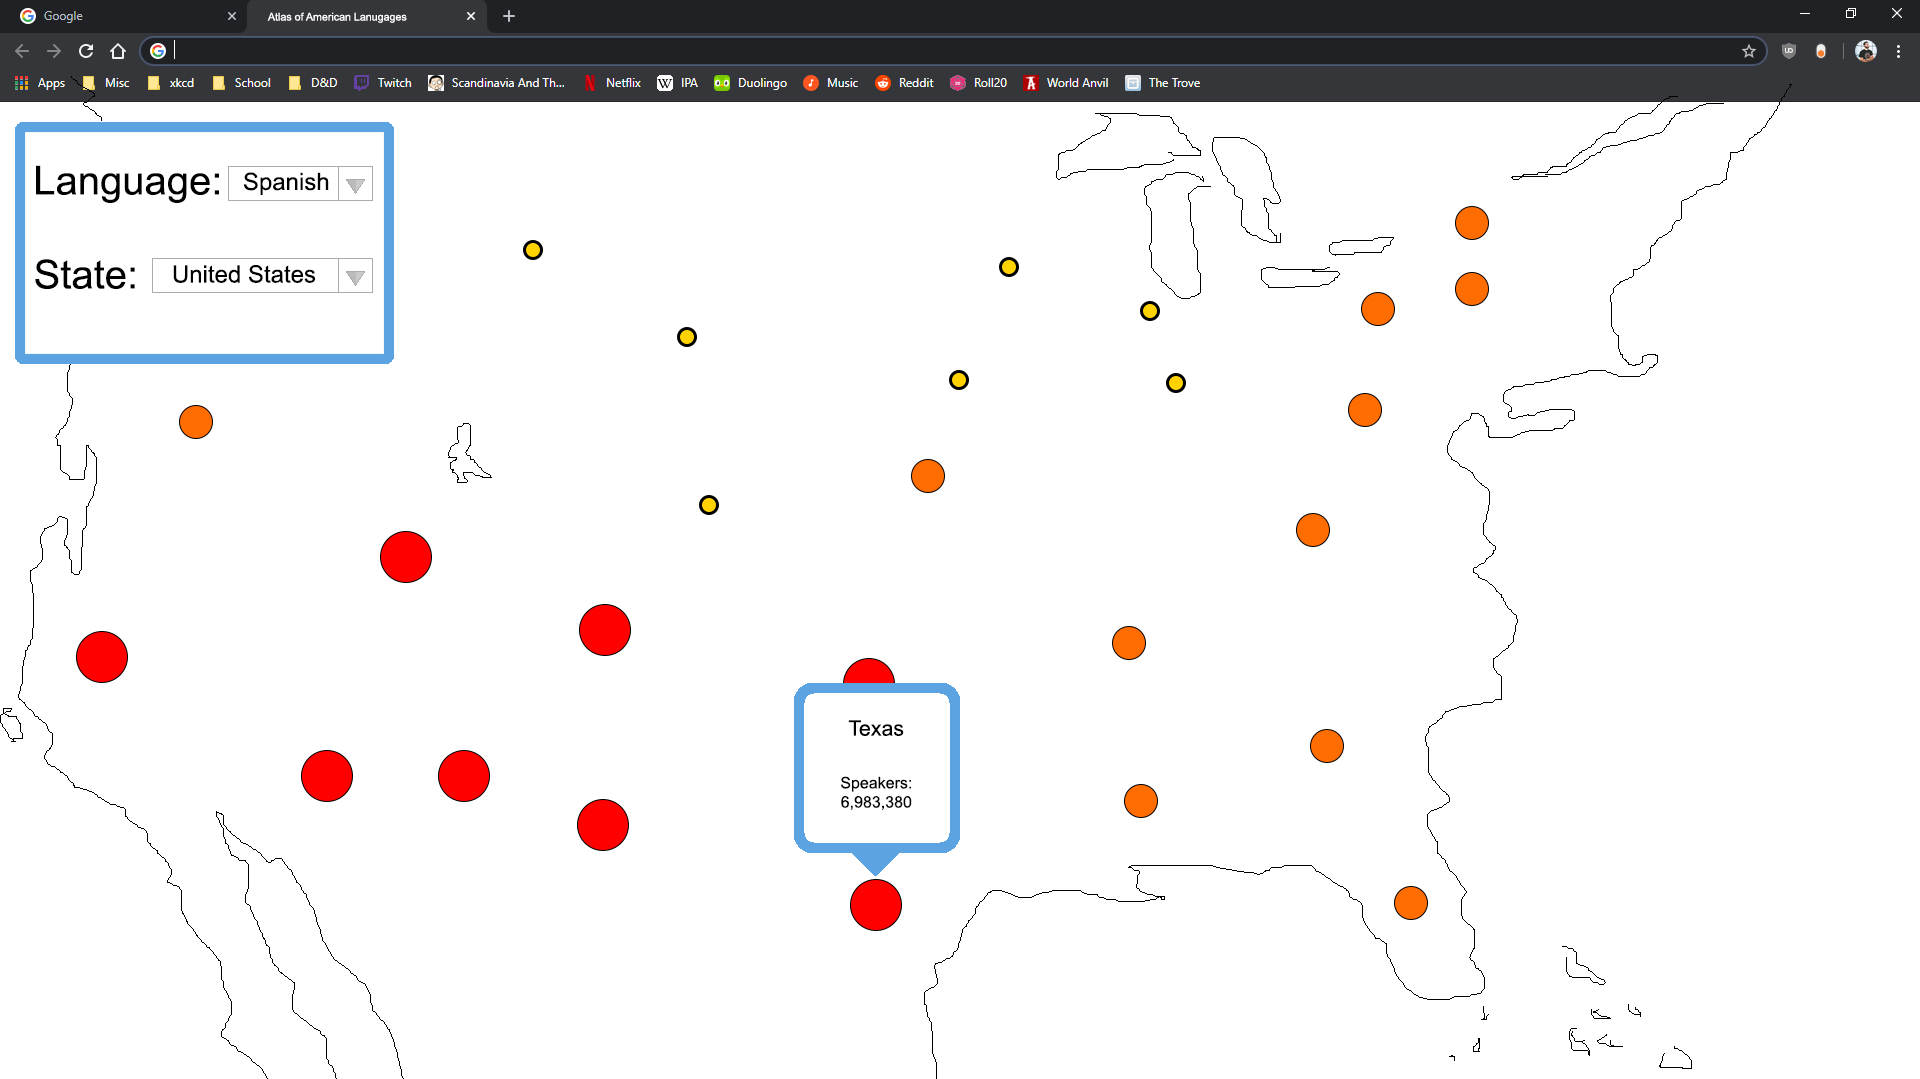 Google
Atlas of American Lanugages
Apps
Misc
xkcd
School
D&D
Twitch
Scandinavia And Th...
Netflix
W
IPA
Duolingo
Music
Reddit
Roll20
World Anvil
The Trove
Language: Spanish
State: United States
Texas
Speakers:
6,983,380